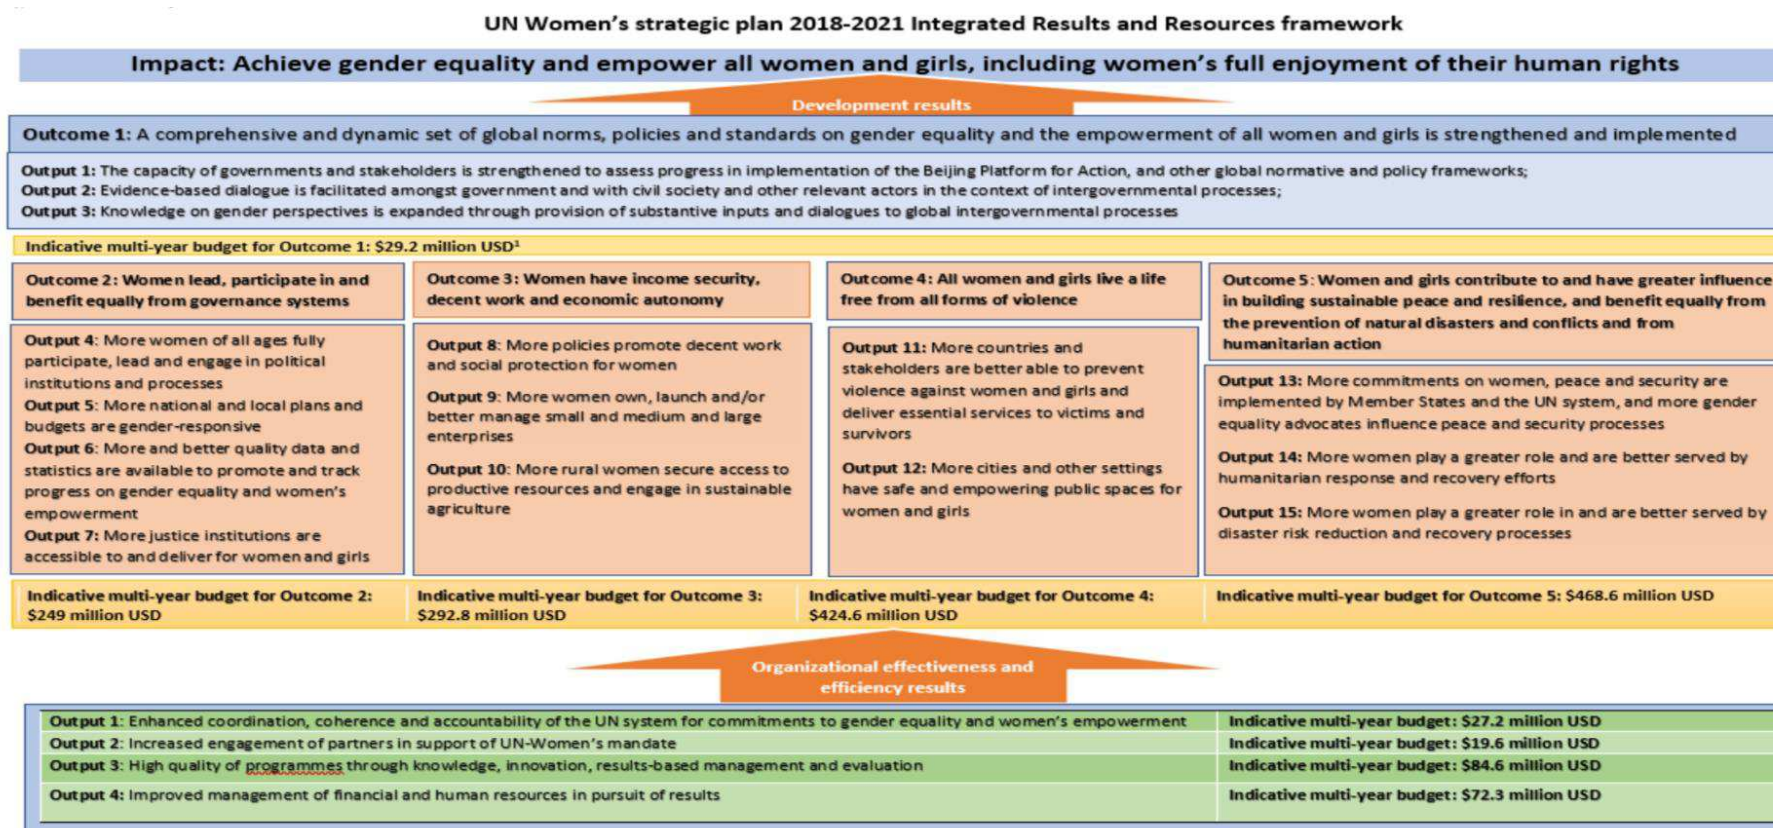 UN Women’s strategic plan 2018-2021 Integrated Results and Resources framework
Impact: Achieve gender equality and empower all women and girls, including women’s full enjoyment of their human rights
Development results
Outcome 1: A comprehensive and dynamic set of global norms, policies and standards on gender equality and the empowerment of all women and girls is strengthened and implemented
Output 1: The capacity of governments and stakeholders is strengthened to assess progress in implementation of the Beijing Platform for Action, and other global normative and policy frameworks;
Output 2: Evidence-based dialogue is facilitated amongst government and with civil society and other relevant actors in the context of intergovernmental processes;
Output 3: Knowledge on gender perspectives is expanded through provision of substantive inputs and dialogues to global intergovernmental processes
Indicative multi-year budget for Outcome 1: $29.2 million USD¹
Outcome 2: Women lead, participate in and
benefit equally from governance systems
Output 4: More women of all ages fully
participate, lead and engage in political
institutions and processes
Output 5: More national and local plans and
budgets are gender-responsive
Output 6: More and better quality data and
statistics are available to promote and track
progress on gender equality and women’s
empowerment
Output 7: More justice institutions are
accessible to and deliver for women and girls
Outcome 3: Women have income security,
decent work and economic autonomy
Output 8: More policies promote decent work
and social protection for women
Output 9: More women own, launch and/or
better manage small and medium and large
enterprises
Output 10: More rural women secure access to
productive resources and engage in sustainable
agriculture
Outcome 4: All women and girls live a life
free from all forms of violence
Output 11: More countries and
stakeholders are better able to prevent
violence against women and girls and
deliver essential services to victims and
survivors
Output 12: More cities and other settings
have safe and empowering public spaces for
women and girls
Outcome 5: Women and girls contribute to and have greater influence
in building sustainable peace and resilience, and benefit equally from
the prevention of natural disasters and conflicts and from
humanitarian action
Output 13: More commitments on women, peace and security are
implemented by Member States and the UN system, and more gender
equality advocates influence peace and security processes
Output 14: More women play a greater role and are better served by
humanitarian response and recovery efforts
Output 15: More women play a greater role in and are better served by
disaster risk reduction and recovery processes
Indicative multi-year budget for Outcome 2:
$249 million USD
Indicative multi-year budget for Outcome 3:
$292.8 million USD
Indicative multi-year budget for Outcome 4:
$424.6 million USD
Indicative multi-year budget for Outcome 5: $468.6 million USD
Organizational effectiveness and
efficiency results
Output 1: Enhanced coordination, coherence and accountability of the UN system for commitments to gender equality and women’s empowerment
Indicative multi-year budget: $27.2 million USD
Output 2: Increased engagement of partners in support of UN-Women’s mandate
Indicative multi-year budget: $19.6 million USD
Output 3: High quality of programmes through knowledge, innovation, results-based management and evaluation
Indicative multi-year budget: $84.6 million USD
Output 4: Improved management of financial and human resources in pursuit of results
Indicative multi-year budget: $72.3 million USD